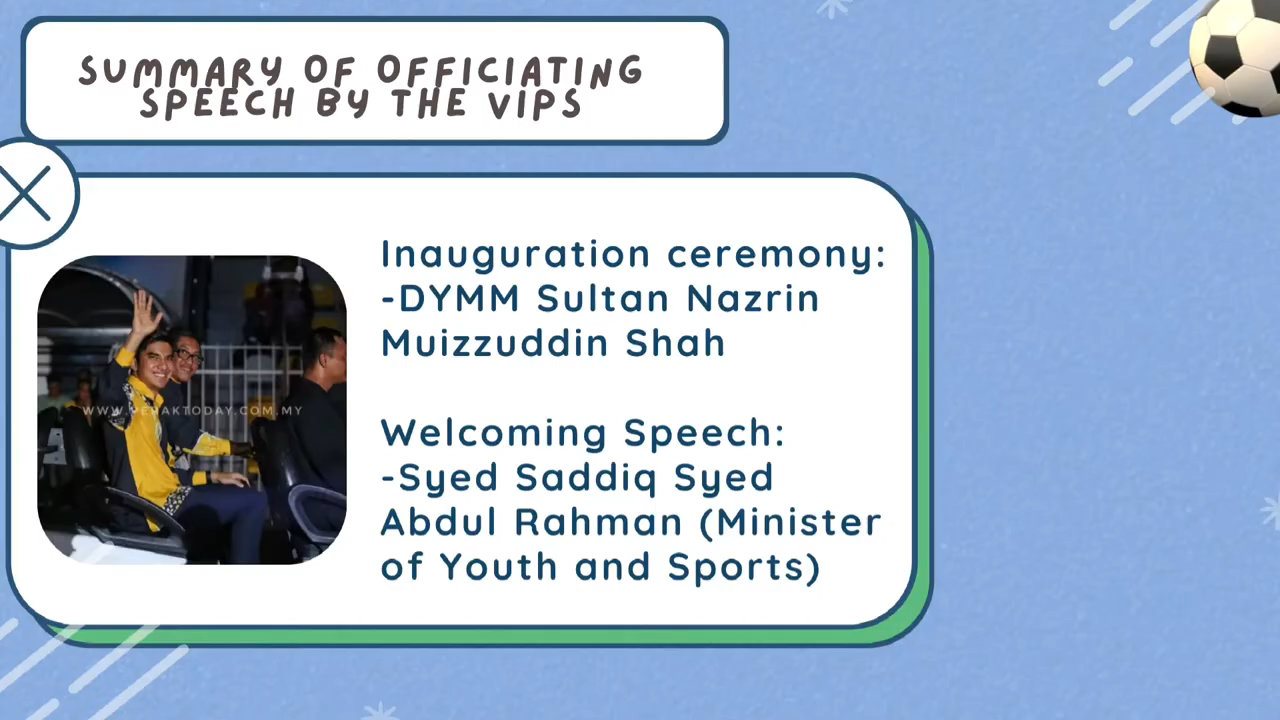 SUMMARY OF OFFICIATING
SPEECH BY THE VIPS
Inauguration ceremony:
-DYMM Sultan Nazrin
Muizzuddin Shah
WWW.PERAKTODAY.COM.MY
Welcoming Speech:
-Syed Saddiq Syed
Abdul Rahman (Minister
of Youth and Sports)